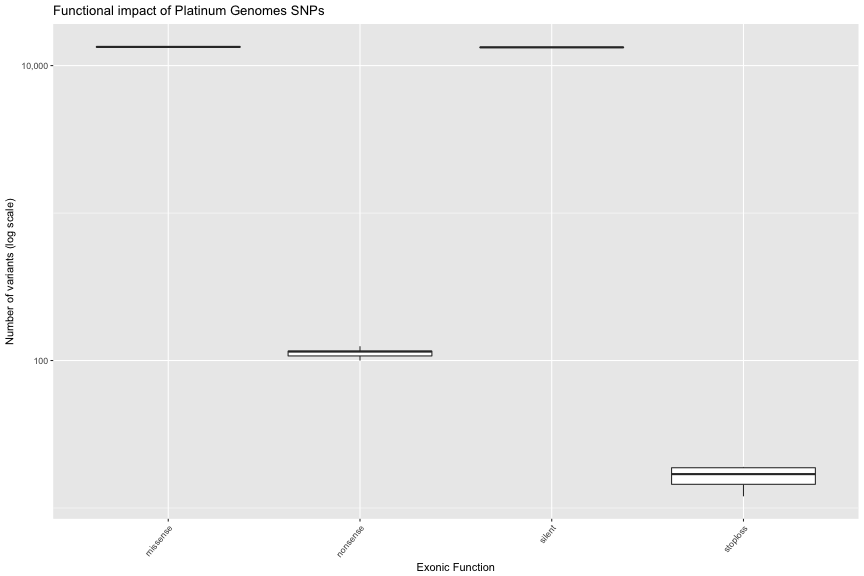 Functional impact of Platinum Genomes SNPs
Number of variants (log scale)
10,000
100
missense
nonsense
silent
stoploss
Exonic Function